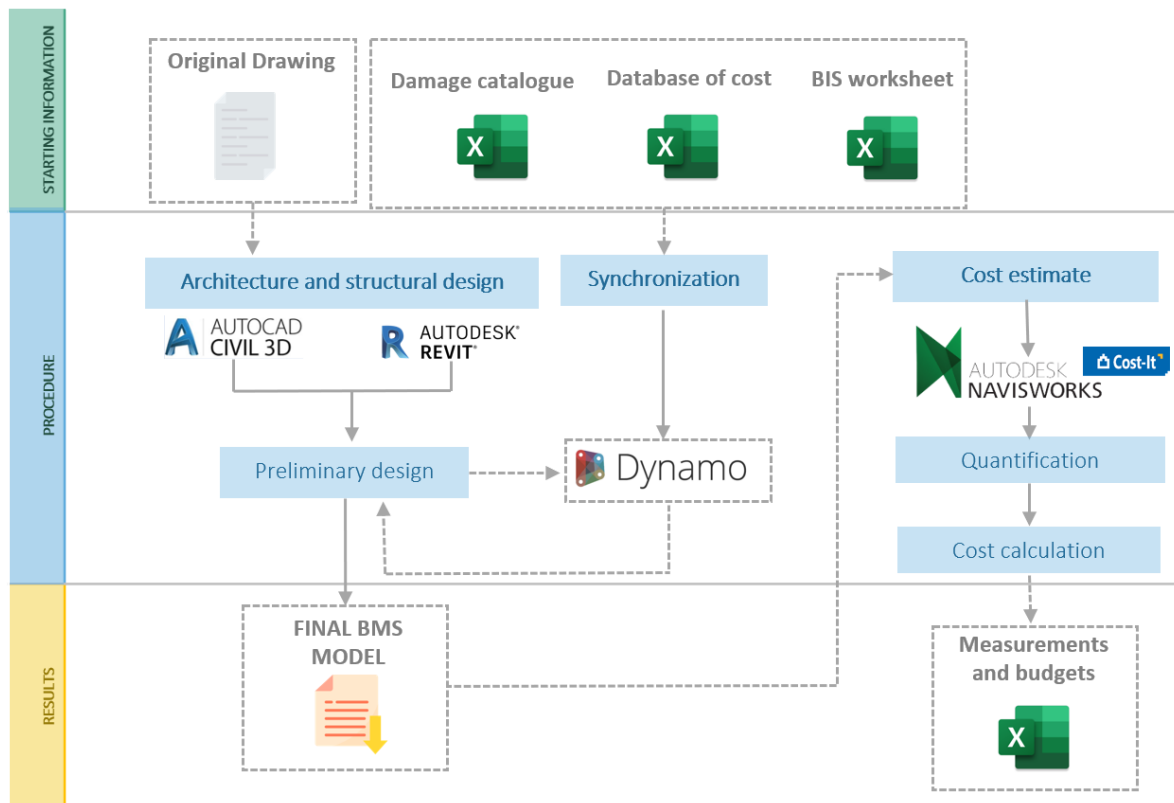 STARTING INFORMATION
Original Drawing
Damage catalogue
Database of cost
BIS worksheet
X
X
X
PROCEDURE
Architecture and structural design
AUTOCAD
CIVIL 3D
R
AUTODESK®
REVIT®
Synchronization
Cost estimate
AUTODESK
NAVISWORKS
Cost-It
Preliminary design
Dynamo
Quantification
Cost calculation
RESULTS
FINAL BMS
MODEL
Measurements
and budgets
X